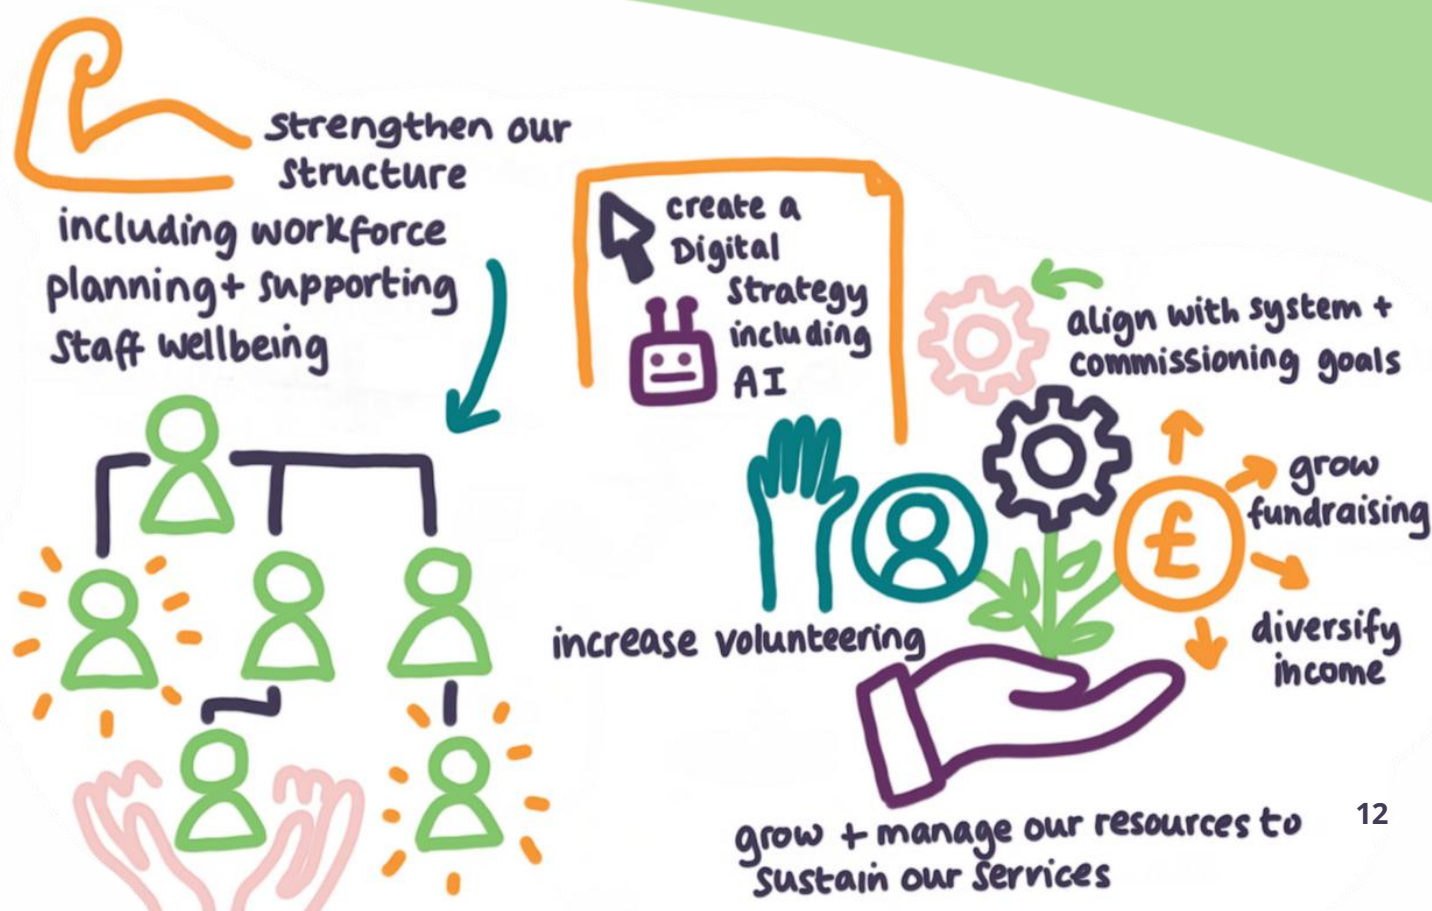 strengthen our
structure
including workforce
planning + supporting
staff wellbeing
create a
Digital
strategy
including
AI
align with system +
commissioning goals
grow
fundraising
£
diversify
income
increase volunteering
grow + manage our resources to
sustain our services
12